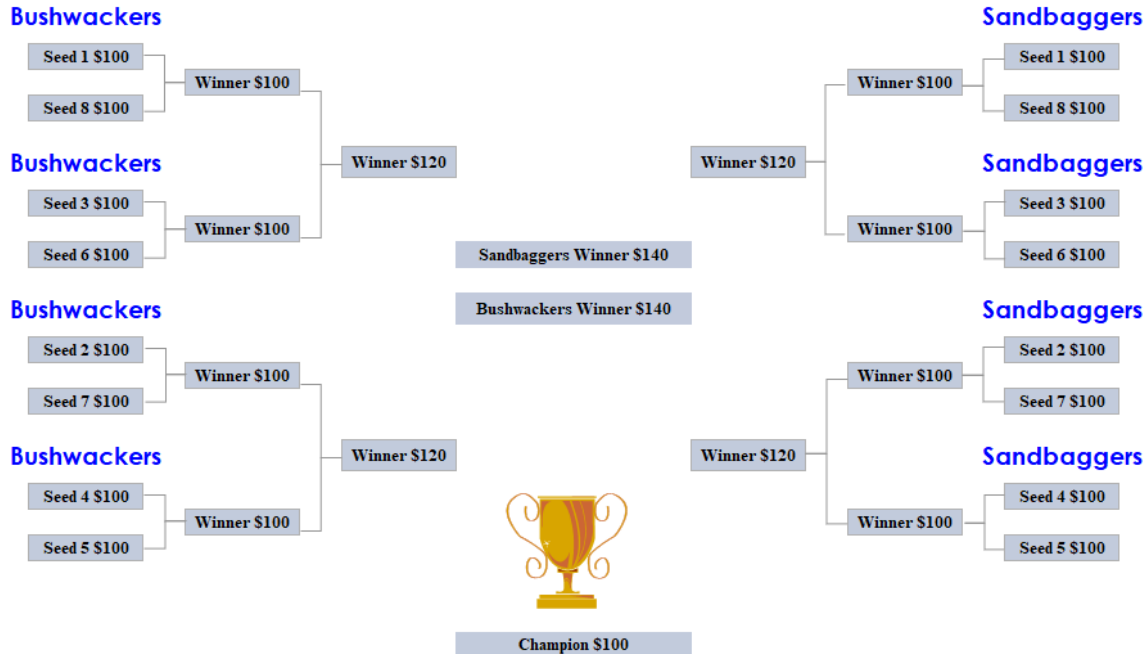 Bushwackers
Seed 1 $100
Winner $100
Seed 8 $100
Winner $120
Bushwackers
Seed 3 $100
Winner $100
Seed 6 $100
Bushwackers
Seed 2 $100
Winner $100
Seed 7 $100
Winner $120
Bushwackers
Seed 4 $100
Winner $100
Seed 5 $100
Sandbaggers Winner $140
Bushwackers Winner $140
Champion $100
Sandbaggers
Seed 1 $100
Winner $100
Seed 8 $100
Winner $120
Sandbaggers
Seed 3 $100
Winner $100
Seed 6 $100
Sandbaggers
Seed 2 $100
Winner $100
Seed 7 $100
Winner $120
Sandbaggers
Seed 4 $100
Winner $100
Seed 5 $100